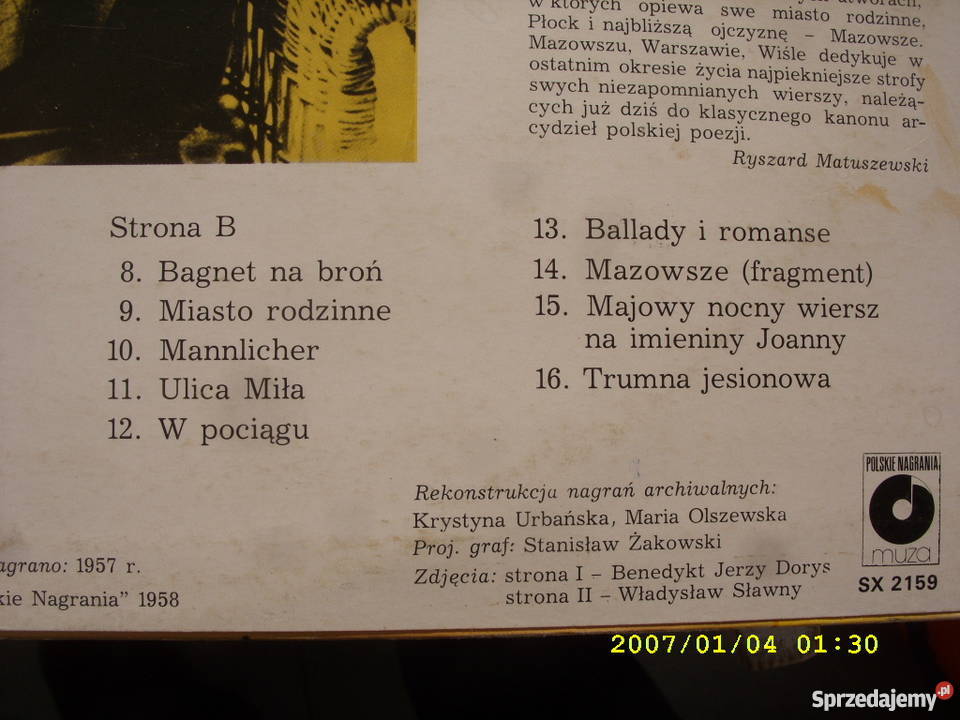 w których opiewa swe miasto rodzinne,
Płock i najbliższą ojczyznę – Mazowsze.
Mazowszu, Warszawie, Wiśle dedykuje w
ostatnim okresie życia najpiekniejsze strofy
swych niezapomnianych wierszy, należą-
cych już dziś do klasycznego kanonu ar-
cydzieł polskiej poezji.
Ryszard Matuszewski
Strona B
8. Bagnet na broń
9. Miasto rodzinne
10. Mannlicher
11. Ulica Miła
12. W pociągu
13. Ballady i romanse
14. Mazowsze (fragment)
15. Majowy nocny wiersz
na imieniny Joanny
16. Trumna jesionowa
Rekonstrukcja nagrań archiwalnych:
Krystyna Urbańska, Maria Olszewska
Proj. graf: Stanisław Żakowski
Zdjęcia: strona I – Benedykt Jerzy Dorys
strona II – Władysław Sławny
1957 r.
Nagrania" 1958
POLSKIE NAGRANIA
muza
SX 2159
2007/01/04 01:30
Sprzedajemy.pl